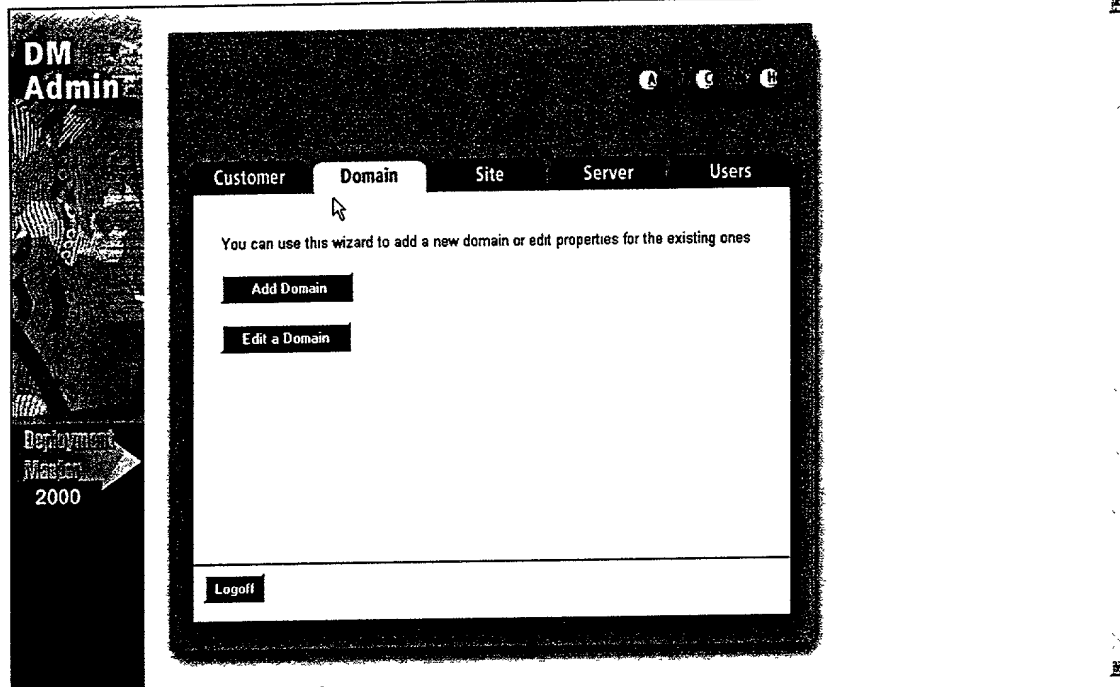 DM
Admin
A C H
Customer Domain Site Server Users
You can use this wizard to add a new domain or edit properties for the existing ones
Add Domain
Edit a Domain
Deployment
Master
2000
Logoff